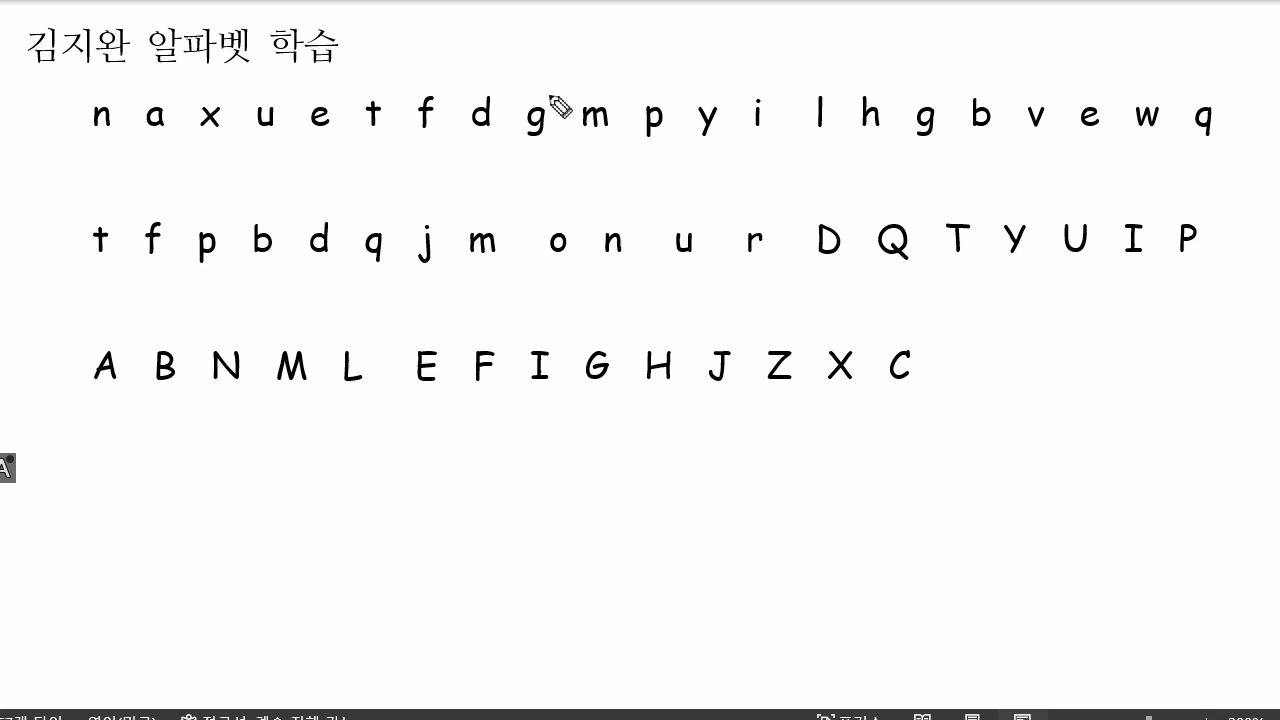 김지완 알파벳 학습
n a x u e t f d g m p y i l h g b v e w q
t f p b d q j m o n u r D Q T Y U I P
A B N M L E F I G H J Z X C
A